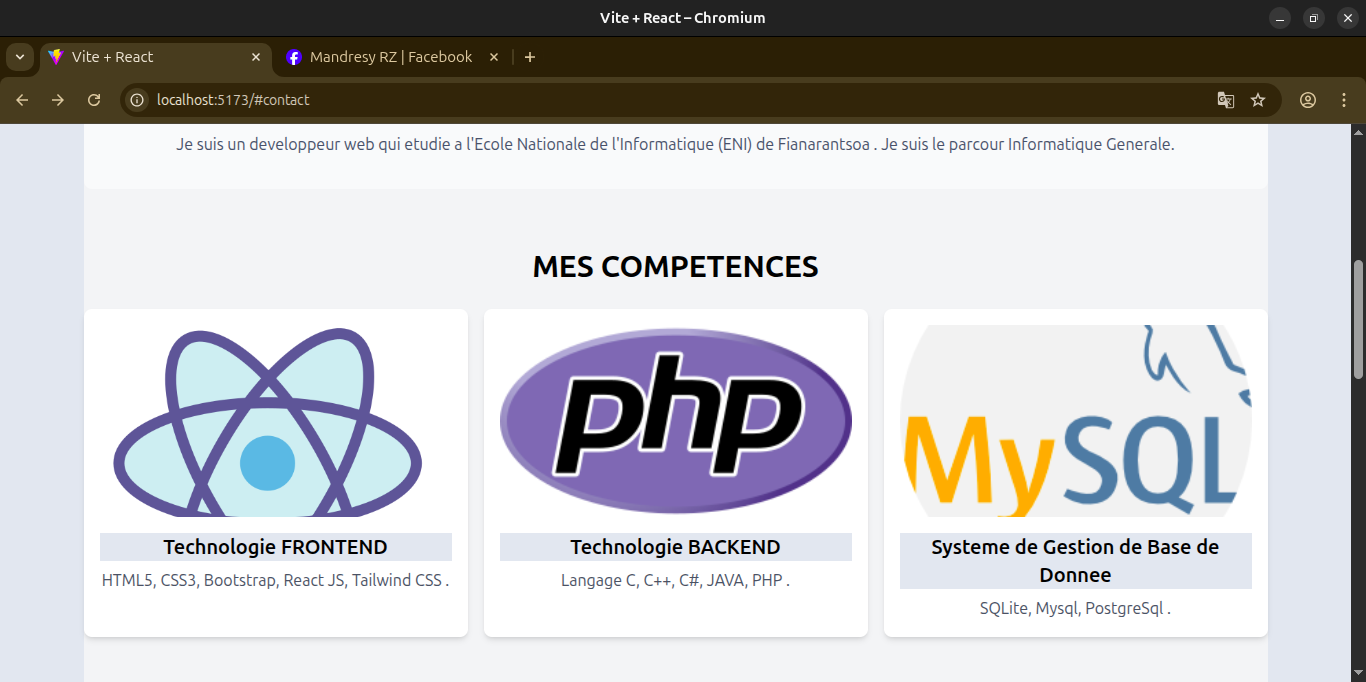 Vite + React – Chromium
Vite + React
Mandresy RZ | Facebook
localhost:5173/#contact
Je suis un developpeur web qui etudie a l'Ecole Nationale de l'Informatique (ENI) de Fianarantsoa . Je suis le parcour Informatique Generale.
MES COMPETENCES
php
MySQL
Technologie FRONTEND
HTML5, CSS3, Bootstrap, React JS, Tailwind CSS .
Technologie BACKEND
Langage C, C++, C#, JAVA, PHP .
Systeme de Gestion de Base de
Donnee
SQLite, Mysql, PostgreSql .